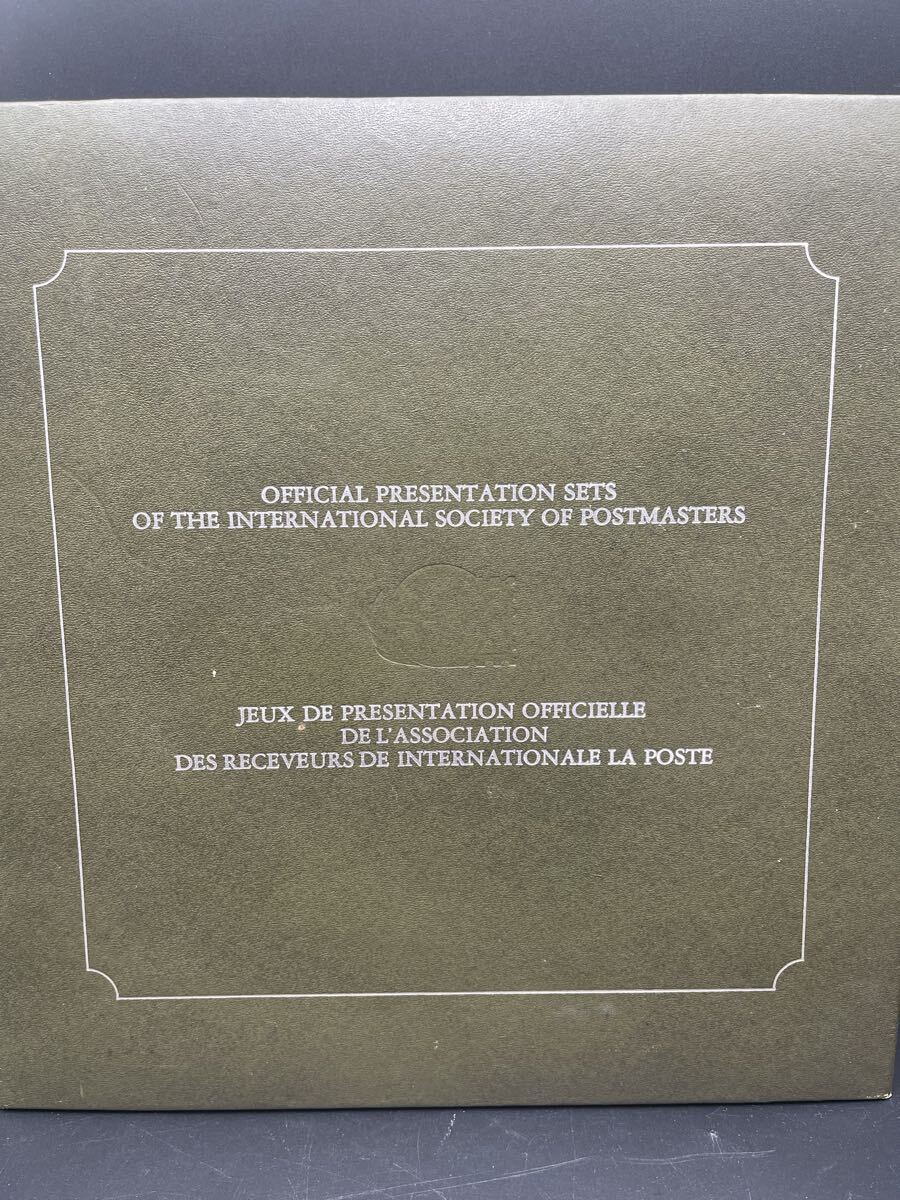 OFFICIAL PRESENTATION SETS
OF THE INTERNATIONAL SOCIETY OF POSTMASTERS
JEUX DE PRESENTATION OFFICIELLE
DE L'ASSOCIATION
DES RECEVEURS DE INTERNATIONALE LA POSTE